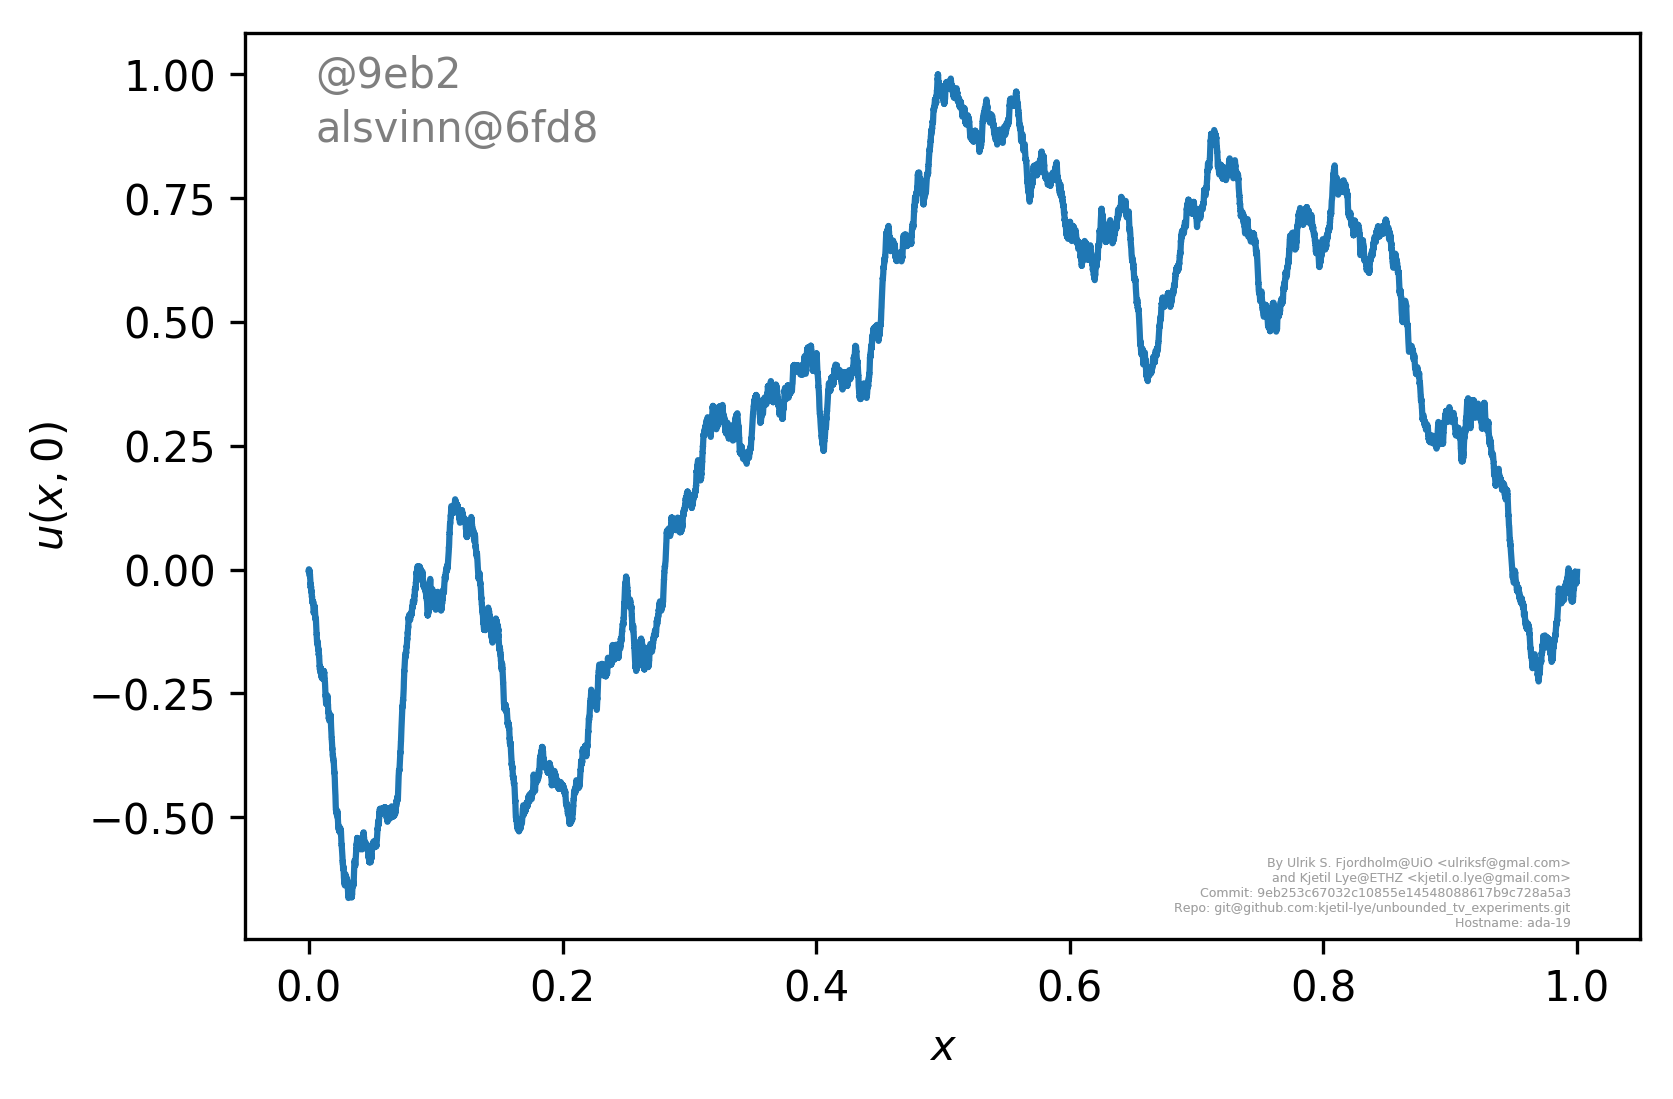 @9eb2
alsvinn@6fd8
1.00
0.75
0.50
0.25
0.00
−0.25
−0.50
u(x, 0)
By Ulrik S. Fjordholm@UiO <ulriksf@gmal.com>
and Kjetil Lye@ETHZ <kjetil.o.lye@gmail.com>
Commit: 9eb253c67032c10855e14548088617b9c728a5a3
Repo: git@github.com:kjetil-lye/unbounded_tv_experiments.git
Hostname: ada-19
0.0 0.2 0.4 0.6 0.8 1.0
x